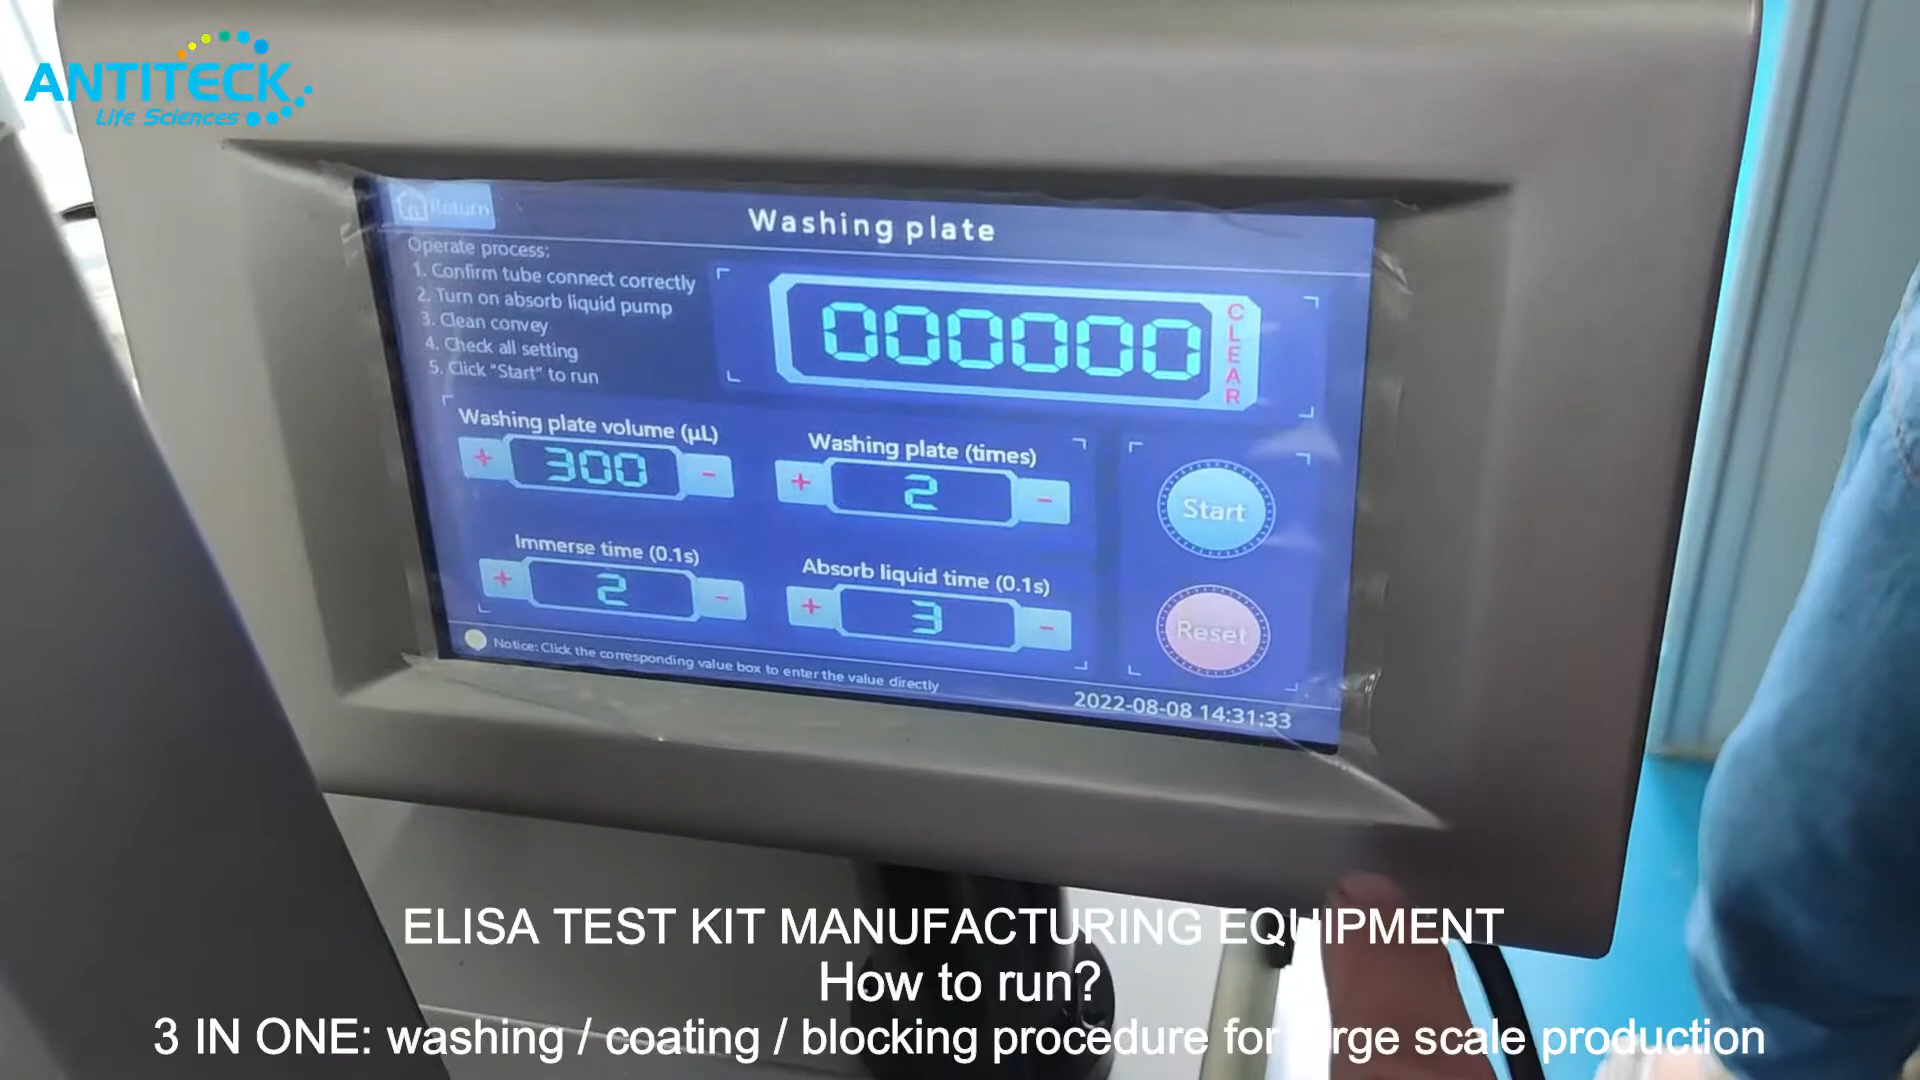 ANTITECK
Life Sciences
Return
Washing plate
Operate process:
1. Confirm tube connect correctly
2. Turn on absorb liquid pump
3. Clean convey
4. Check all setting
5. Click "Start" to run
000000
CLEAR
Washing plate volume (µL)
+ 300 -
Washing plate (times)
+ 2 -
Start
Immerse time (0.1s)
+ 2 -
Absorb liquid time (0.1s)
+ 3 -
Reset
Notice: Click the corresponding value box to enter the value directly
2022-08-08 14:31:33
ELISA TEST KIT MANUFACTURING EQUIPMENT
How to run?
3 IN ONE: washing / coating / blocking procedure for large scale production